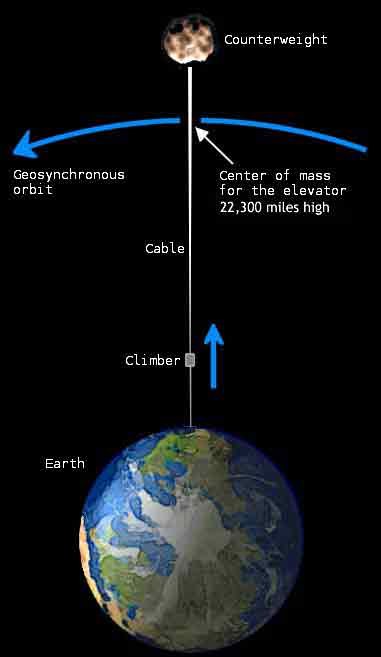 Counterweight
Geosynchronous
orbit
Center of mass
for the elevator
22,300 miles high
Cable
Climber
Earth